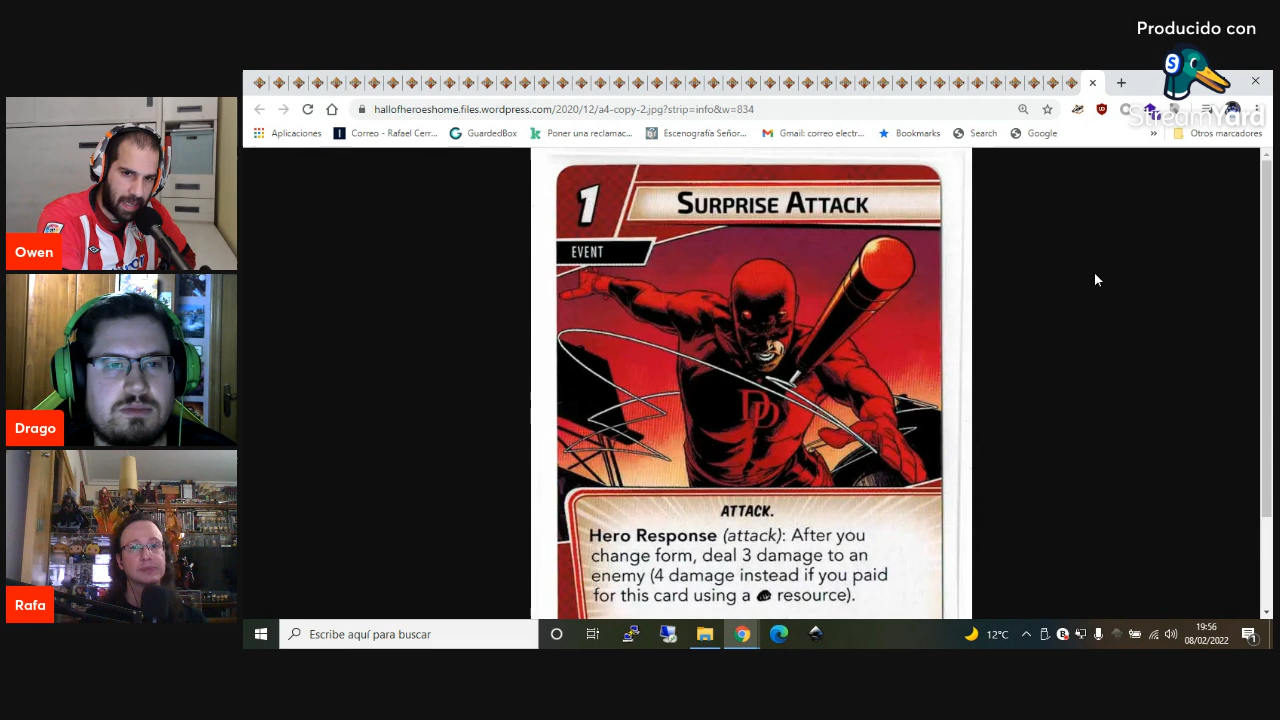 Producido con
S
StreamYard
hallofheroeshome.files.wordpress.com/2020/12/a4-copy-2.jpg?strip=info&w=834
Aplicaciones
Correo - Rafael Cerr...
GuardedBox
Poner una reclamac...
Escenografía Señor...
Gmail: correo electr...
Bookmarks
Search
Google
»
Otros marcadores
Owen
Drago
Rafa
1
SURPRISE ATTACK
EVENT
DD
ATTACK.
Hero Response (attack): After you
change form, deal 3 damage to an
enemy (4 damage instead if you paid
for this card using a resource).
Escribe aquí para buscar
12°C
19:56
08/02/2022
1